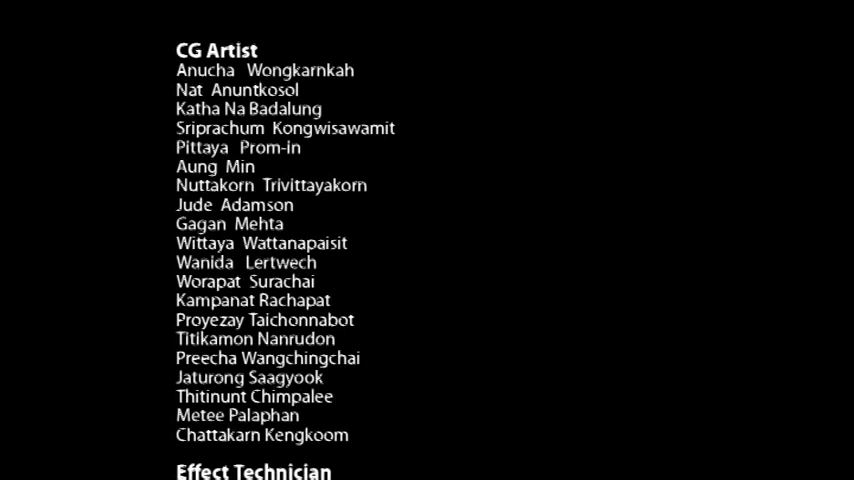 CG Artist
Anucha Wongkarnkah
Nat Anuntkosol
Katha Na Badalung
Sriprachum Kongwisawamit
Pittaya Prom-in
Aung Min
Nuttakorn Trivittayakorn
Jude Adamson
Gagan Mehta
Wittaya Wattanapaisit
Wanida Lertwech
Worapat Surachai
Kampanat Rachapat
Proyezay Taichonnabot
Titikamon Nanrudon
Preecha Wangchingchai
Jaturong Saagyook
Thitinunt Chimpalee
Metee Palaphan
Chattakarn Kengkoom
Effect Technician